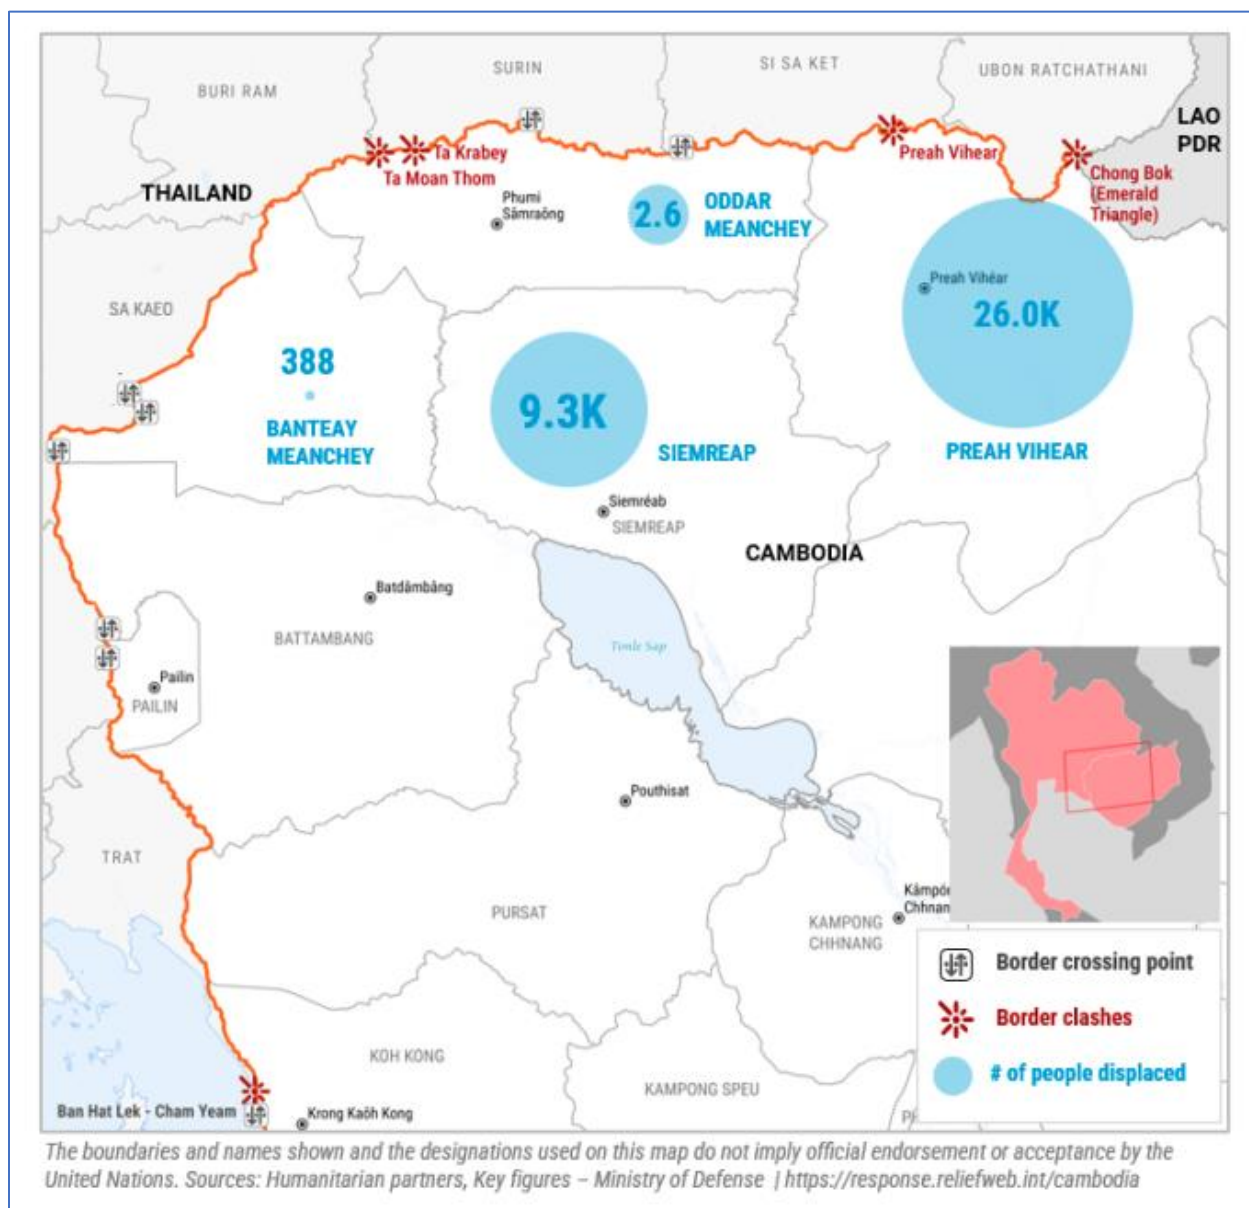 BURI RAM
SURIN
SI SA KET
UBON RATCHATHANI
LAO
PDR
THAILAND
Ta Krabey
Ta Moan Thom
Preah Vihear
Chong Bok
(Emerald
Triangle)
Phumi
Sâmraông
2.6
ODDAR
MEANCHEY
SA KAEO
Preah Vihéar
26.0K
PREAH VIHEAR
388
BANTEAY
MEANCHEY
9.3K
SIEMREAP
Siemréab
SIEMREAP
CAMBODIA
Batdâmbâng
BATTAMBANG
Tonle Sap
Pailin
PAILIN
Pouthisat
TRAT
PURSAT
KAMPONG
CHHNANG
KOH KONG
KAMPONG SPEU
Ban Hat Lek - Cham Yeam
Krong Kaôh Kong
Border crossing point
Border clashes
# of people displaced
The boundaries and names shown and the designations used on this map do not imply official endorsement or acceptance by the
United Nations. Sources: Humanitarian partners, Key figures – Ministry of Defense | https://response.reliefweb.int/cambodia